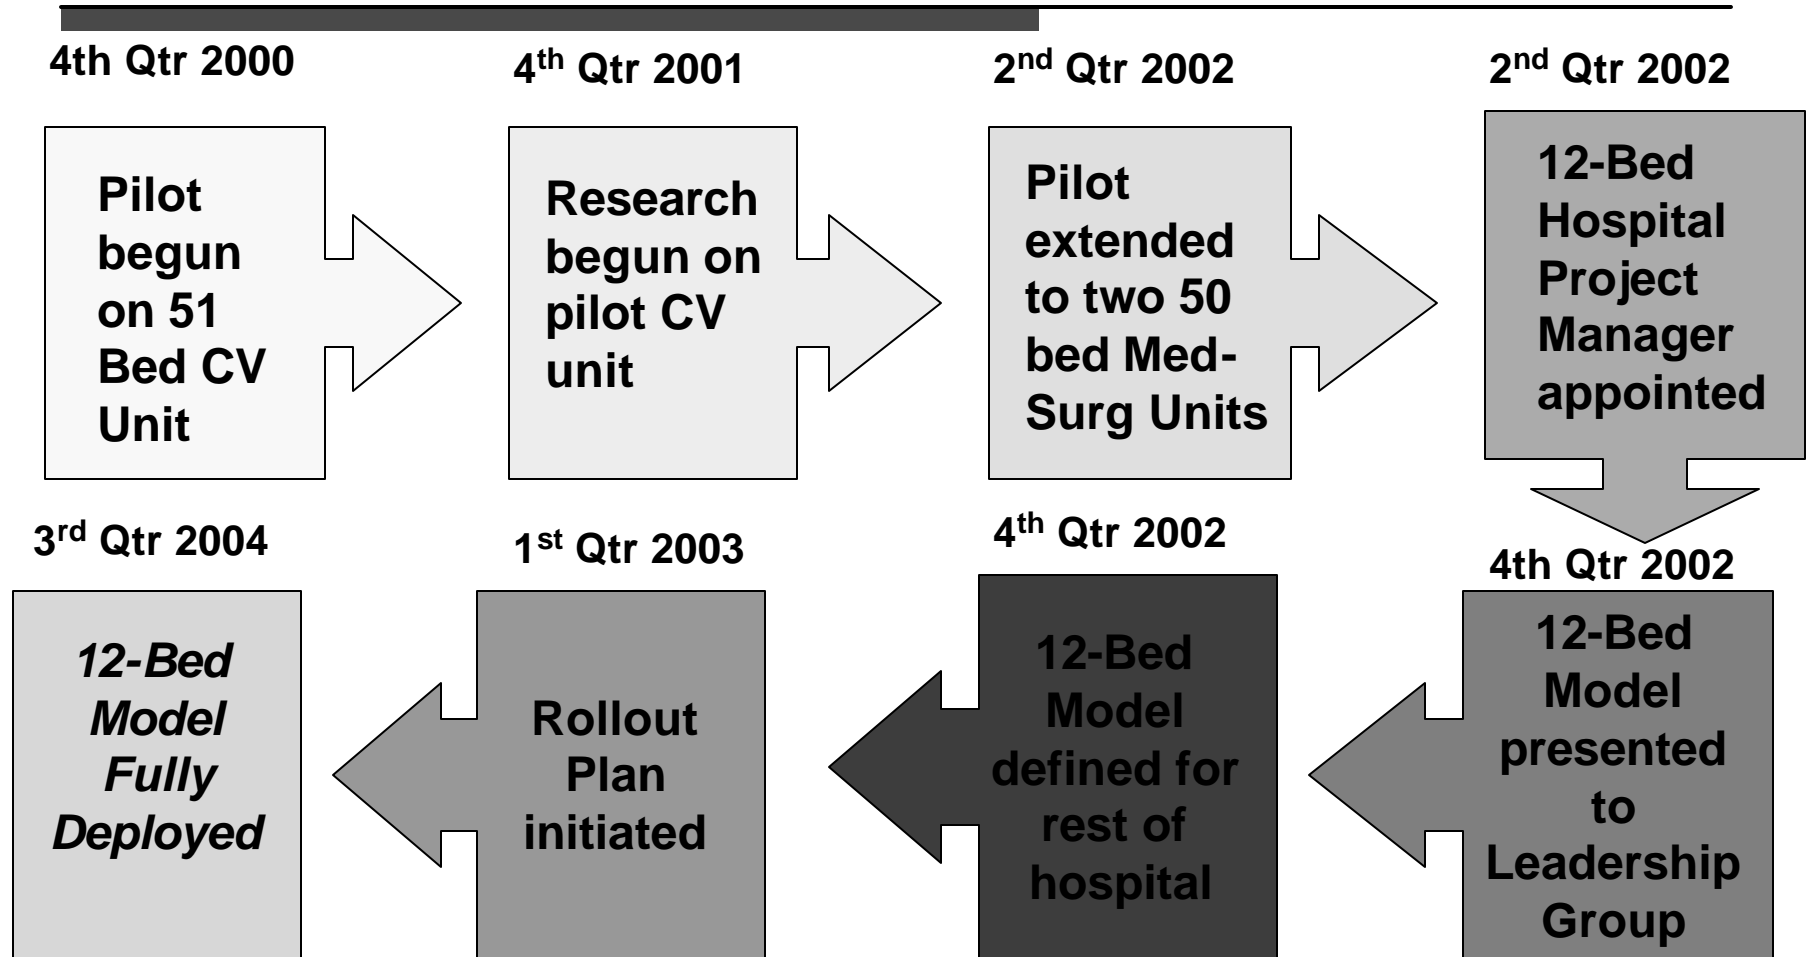 4th Qtr 2000
Pilot
begun
on 51
Bed CV
Unit
4th Qtr 2001
Research
begun on
pilot CV
unit
2nd Qtr 2002
Pilot
extended
to two 50
bed Med-
Surg Units
2nd Qtr 2002
12-Bed
Hospital
Project
Manager
appointed
4th Qtr 2002
12-Bed
Model
presented
to
Leadership
Group
4th Qtr 2002
12-Bed
Model
defined for
rest of
hospital
1st Qtr 2003
Rollout
Plan
initiated
3rd Qtr 2004
12-Bed
Model
Fully
Deployed